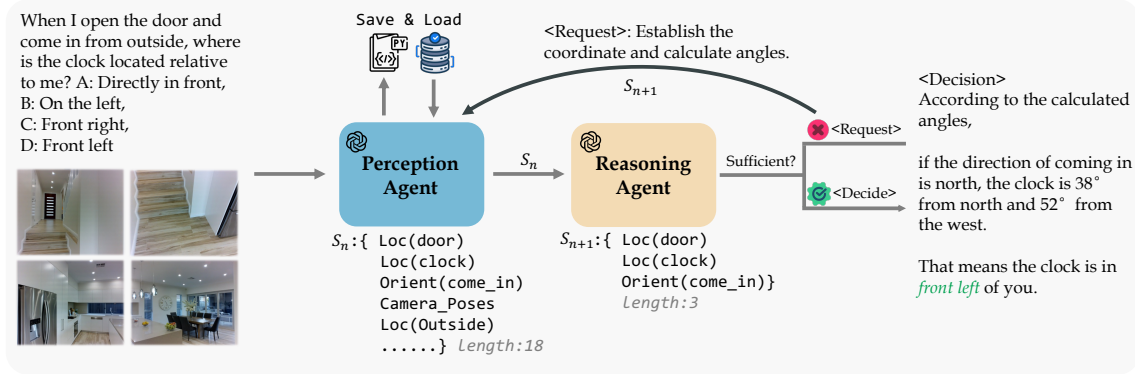 When I open the door and
come in from outside, where
is the clock located relative
to me? A: Directly in front,
B: On the left,
C: Front right,
D: Front left
Save & Load
PY
</>
<Request>: Establish the
coordinate and calculate angles.
Sₙ₊₁
Perception
Agent
Sₙ
Reasoning
Agent
Sufficient?
<Request>
<Decide>
Sₙ:{ Loc(door)
Loc(clock)
Orient(come_in)
Camera_Poses
Loc(Outside)
......} length:18
Sₙ₊₁:{ Loc(door)
Loc(clock)
Orient(come_in)}
length:3
<Decision>
According to the calculated
angles,
if the direction of coming in
is north, the clock is 38°
from north and 52° from
the west.
That means the clock is in
front left of you.